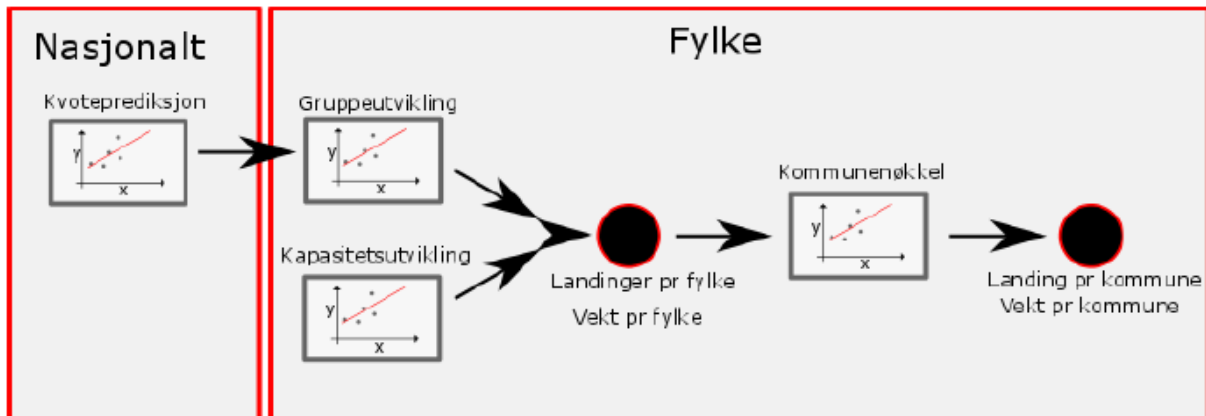 Nasjonalt
Kvoteprediksjon
y
x
Fylke
Gruppeutvikling
y
x
Kapasitetsutvikling
y
x
Landinger pr fylke
Vekt pr fylke
Kommunenøkkel
y
x
Landing pr kommune
Vekt pr kommune